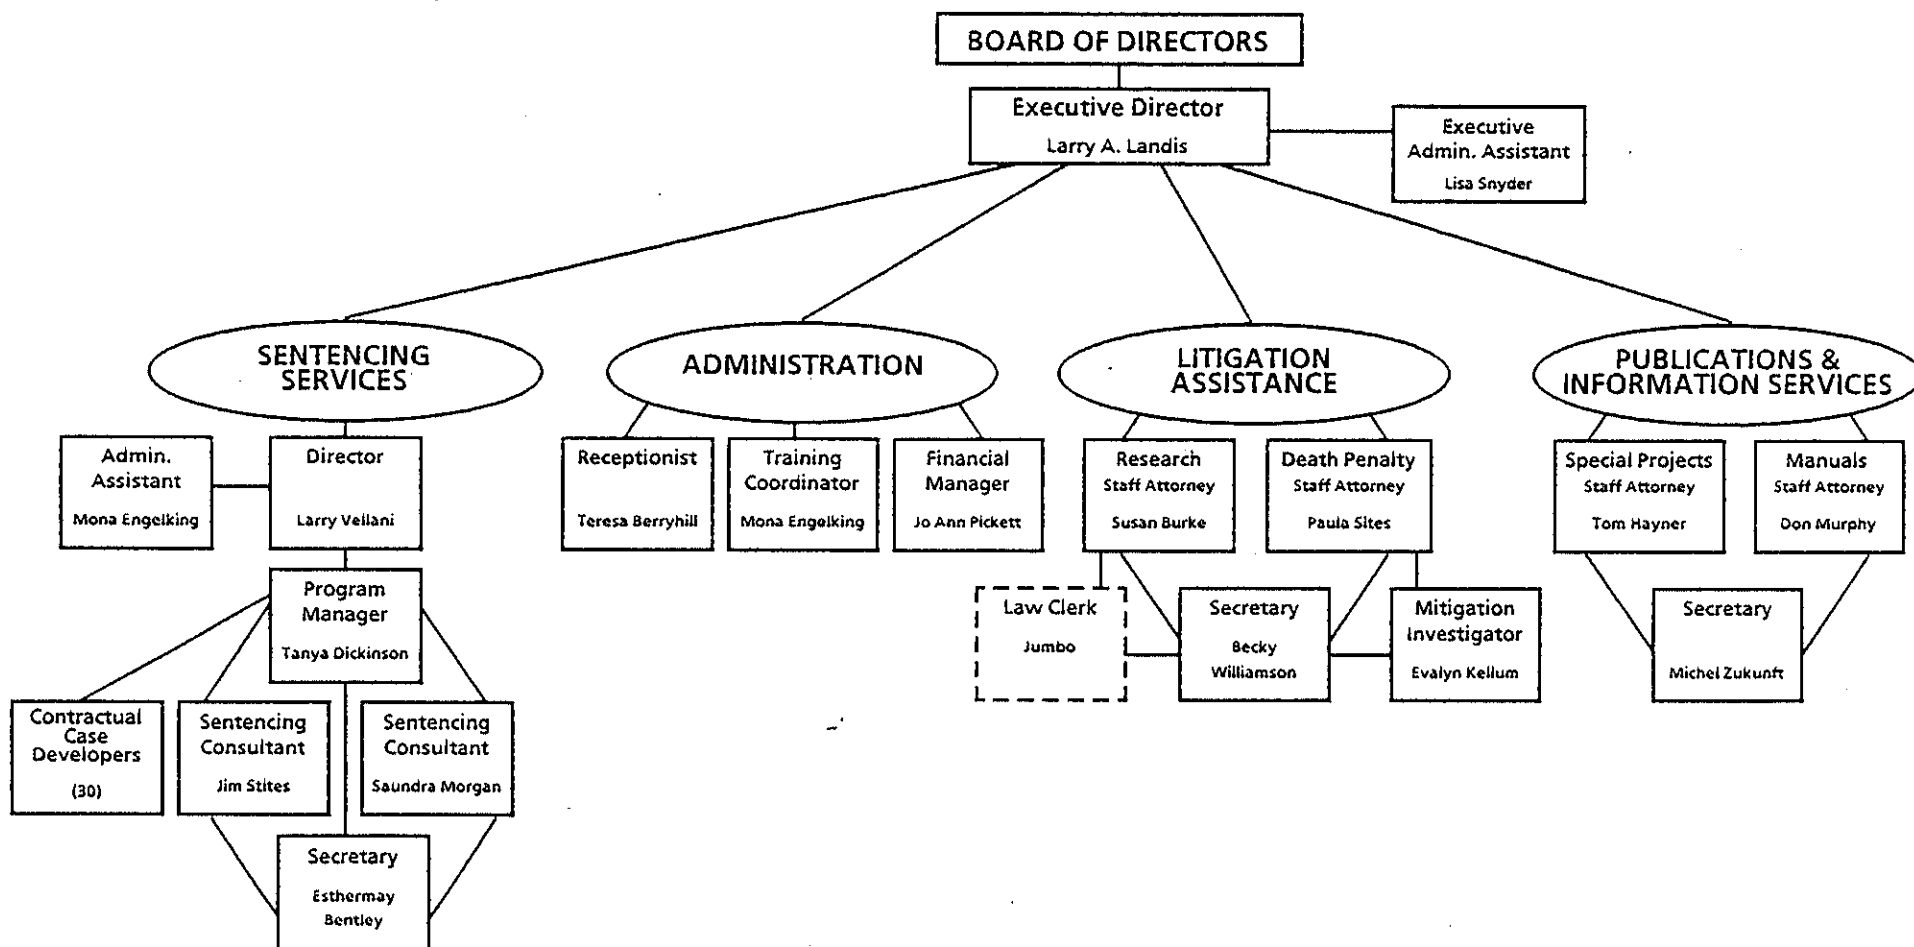 BOARD OF DIRECTORS
Executive Director
Larry A. Landis
Executive
Admin. Assistant
Lisa Snyder
SENTENCING
SERVICES
Admin.
Assistant
Mona Engelking
Director
Larry Vellani
Program
Manager
Tanya Dickinson
Contractual
Case
Developers
(30)
Sentencing
Consultant
Jim Stites
Sentencing
Consultant
Saundra Morgan
Secretary
Esthermay
Bentley
ADMINISTRATION
Receptionist
Teresa Berryhill
Training
Coordinator
Mona Engelking
Financial
Manager
Jo Ann Pickett
LITIGATION
ASSISTANCE
Research
Staff Attorney
Susan Burke
Death Penalty
Staff Attorney
Paula Sites
Law Clerk
Jumbo
Secretary
Becky
Williamson
Mitigation
Investigator
Evalyn Kellum
PUBLICATIONS &
INFORMATION SERVICES
Special Projects
Staff Attorney
Tom Hayner
Manuals
Staff Attorney
Don Murphy
Secretary
Michel Zukunft